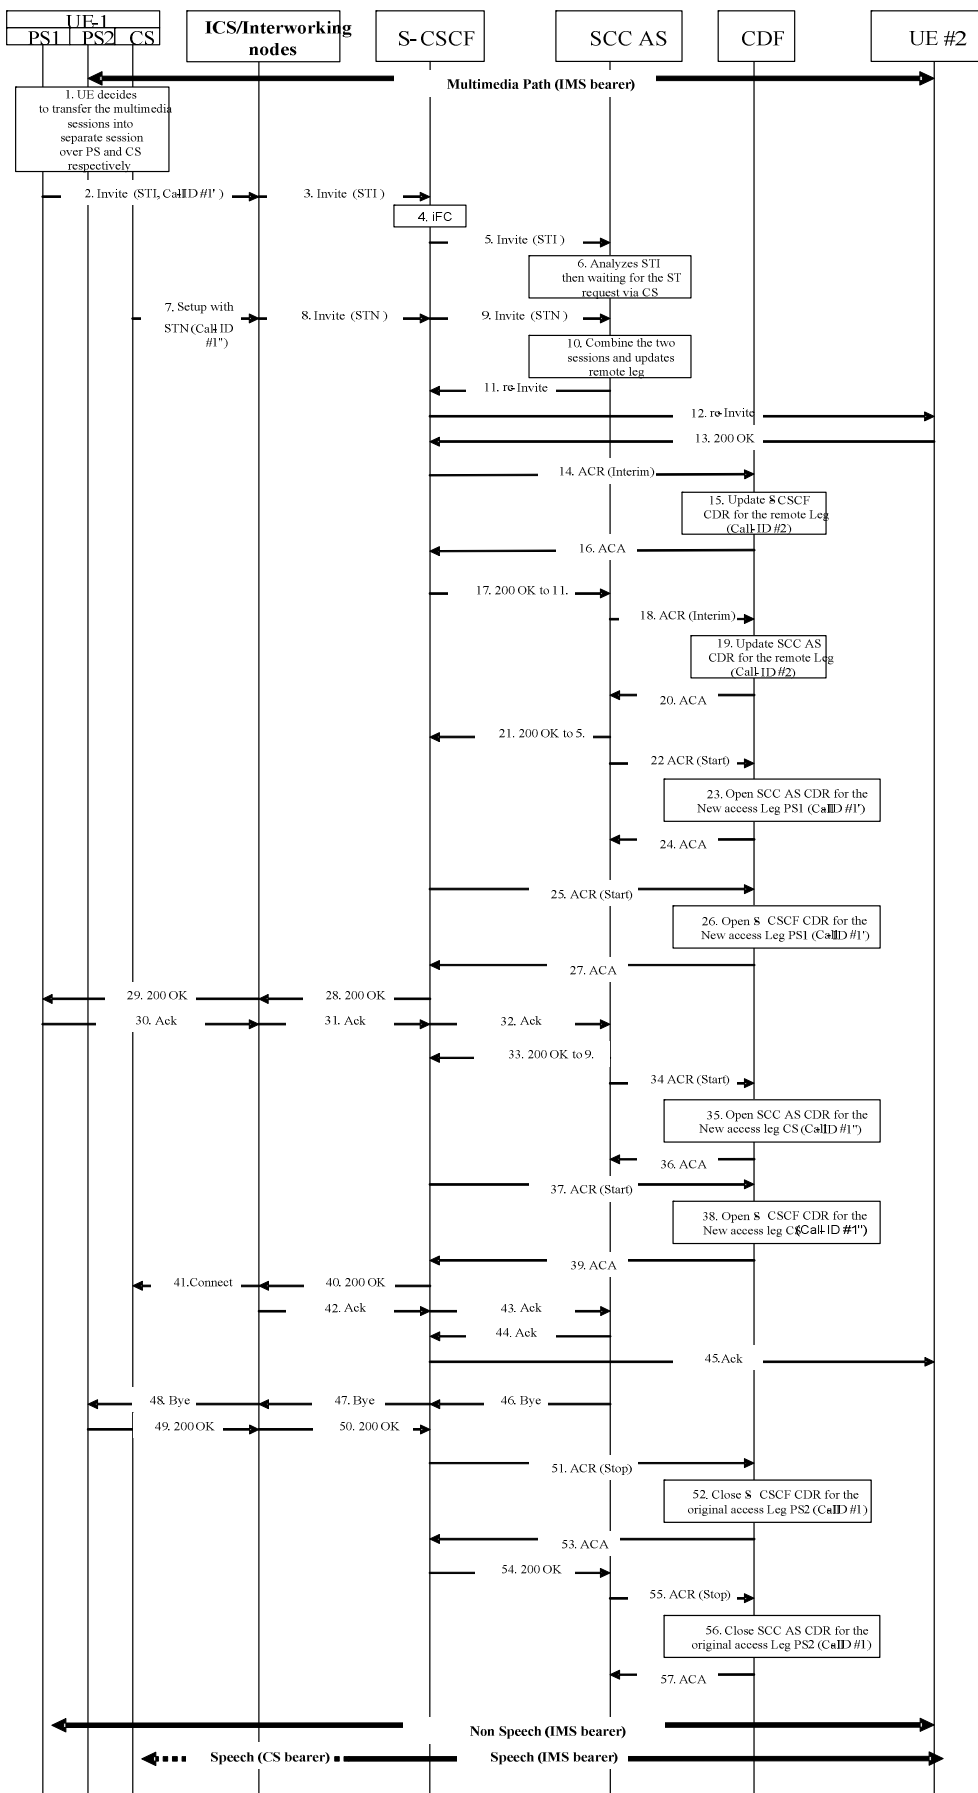 UE-1
PS1 PS2 CS
ICS/Interworking
nodes
S-CSCF
SCC AS
CDF
UE #2
Multimedia Path (IMS bearer)
1. UE decides
to transfer the multimedia
sessions into
separate session
over PS and CS
respectively
2. Invite (STI, Call-ID #1')
3. Invite (STI)
4. iFC
5. Invite (STI)
6. Analyzes STI
then waiting for the ST
request via CS
7. Setup with
STN (Call-ID
#1")
8. Invite (STN)
9. Invite (STN)
10. Combine the two
sessions and updates
remote leg
11. re-Invite
12. re-Invite
13. 200 OK
14. ACR (Interim)
15. Update S-CSCF
CDR for the remote Leg
(Call-ID #2)
16. ACA
17. 200 OK to 11.
18. ACR (Interim)
19. Update SCC AS
CDR for the remote Leg
(Call-ID #2)
20. ACA
21. 200 OK to 5.
22 ACR (Start)
23. Open SCC AS CDR for the
New access Leg PS1 (Call-ID #1')
24. ACA
25. ACR (Start)
26. Open S-CSCF CDR for the
New access Leg PS1 (Call-ID #1')
27. ACA
29. 200 OK
28. 200 OK
30. Ack
31. Ack
32. Ack
33. 200 OK to 9.
34 ACR (Start)
35. Open SCC AS CDR for the
New access leg CS (Call-ID #1")
36. ACA
37. ACR (Start)
38. Open S-CSCF CDR for the
New access leg CS (Call-ID #1")
39. ACA
41.Connect
40. 200 OK
42. Ack
43. Ack
44. Ack
45.Ack
48. Bye
47. Bye
46. Bye
49. 200 OK
50. 200 OK
51. ACR (Stop)
52. Close S-CSCF CDR for the
original access Leg PS2 (Call-ID #1)
53. ACA
54. 200 OK
55. ACR (Stop)
56. Close SCC AS CDR for the
original access Leg PS2 (Call-ID #1)
57. ACA
Non Speech (IMS bearer)
Speech (CS bearer)
Speech (IMS bearer)